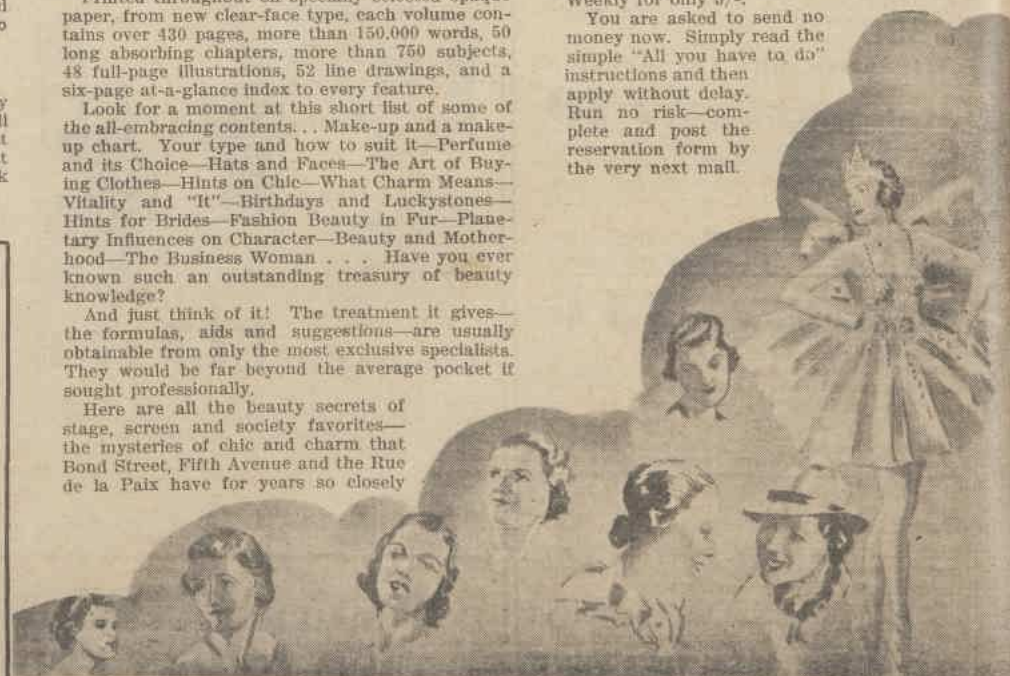 Printed throughout on specially selected opaque
paper, from new clear-face type, each volume con-
tains over 430 pages, more than 150.000 words, 50
long absorbing chapters, more than 750 subjects,
48 full-page illustrations, 52 line drawings, and a
six-page at-a-glance index to every feature.
Look for a moment at this short list of some of
the all-embracing contents. . . Make-up and a make-
up chart. Your type and how to suit it—Perfume
and its Choice—Hats and Faces—The Art of Buy-
ing Clothes—Hints on Chic—What Charm Means—
Vitality and "It"—Birthdays and Luckystones—
Hints for Brides—Fashion Beauty in Fur—Plane-
tary Influences on Character—Beauty and Mother-
hood—The Business Woman . . . Have you ever
known such an outstanding treasury of beauty
knowledge?
And just think of it! The treatment it gives—
the formulas, aids and suggestions—are usually
obtainable from only the most exclusive specialists.
They would be far beyond the average pocket if
sought professionally.
Here are all the beauty secrets of
stage, screen and society favorites—
the mysteries of chic and charm that
Bond Street, Fifth Avenue and the Rue
de la Paix have for years so closely
Weekly for only
You are asked to send no
money now. Simply read the
simple "All you have to do"
instructions and then
apply without delay.
Run no risk—com-
plete and post the
reservation form by
the very next mail.